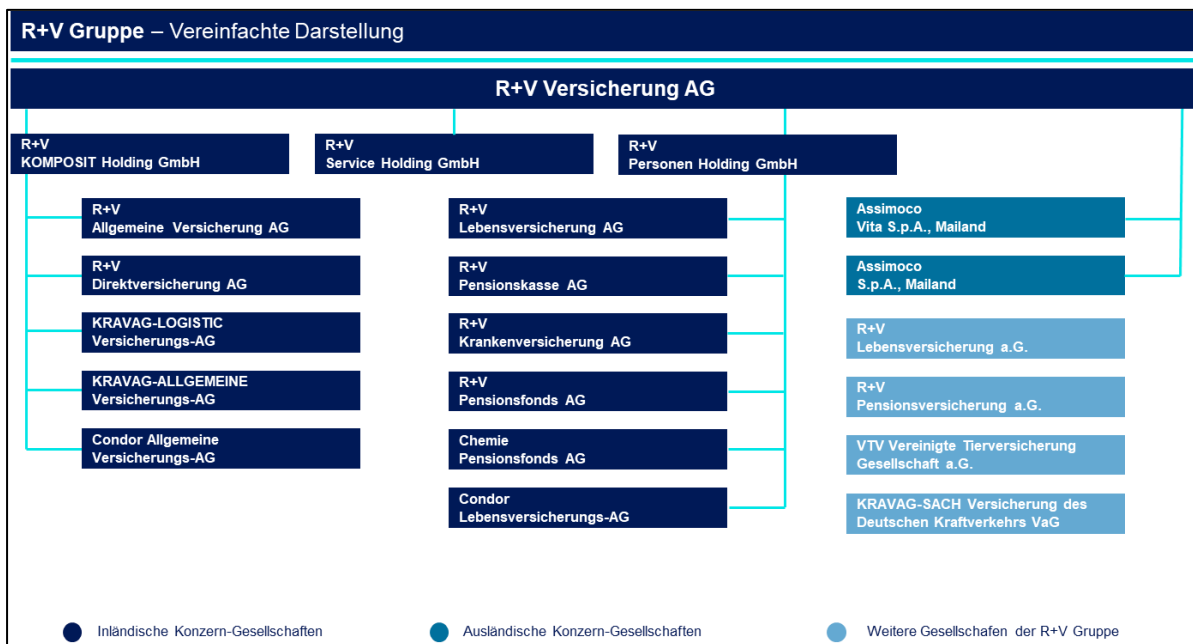 R+V Gruppe – Vereinfachte Darstellung
R+V Versicherung AG
R+V
KOMPOSIT Holding GmbH
R+V
Service Holding GmbH
R+V
Personen Holding GmbH
R+V
Allgemeine Versicherung AG
R+V
Direktversicherung AG
KRAVAG-LOGISTIC
Versicherungs-AG
KRAVAG-ALLGEMEINE
Versicherungs-AG
Condor Allgemeine
Versicherungs-AG
R+V
Lebensversicherung AG
R+V
Pensionskasse AG
R+V
Krankenversicherung AG
R+V
Pensionsfonds AG
Chemie
Pensionsfonds AG
Condor
Lebensversicherungs-AG
Assimoco
Vita S.p.A., Mailand
Assimoco
S.p.A., Mailand
R+V
Lebensversicherung a.G.
R+V
Pensionsversicherung a.G.
VTV Vereinigte Tierversicherung
Gesellschaft a.G.
KRAVAG-SACH Versicherung des
Deutschen Kraftverkehrs VaG
Inländische Konzern-Gesellschaften
Ausländische Konzern-Gesellschaften
Weitere Gesellschafen der R+V Gruppe